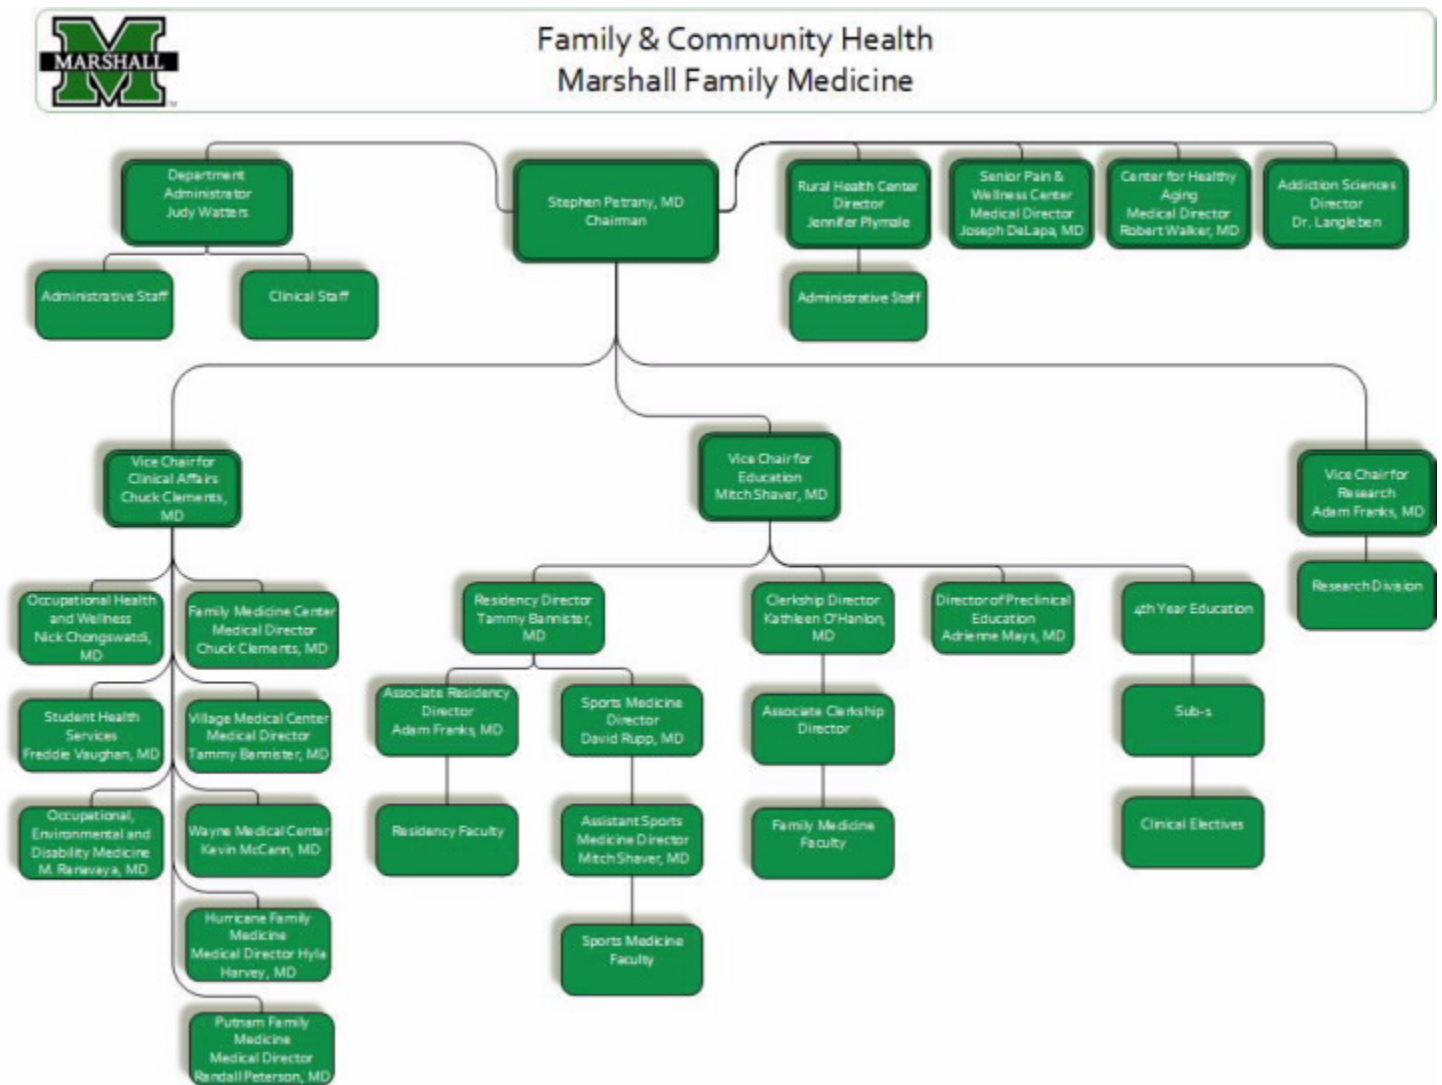 MARSHALL
Family & Community Health
Marshall Family Medicine
Department
Administrator
Judy Watters
Stephen Petrany, MD
Chairman
Rural Health Center
Director
Jennifer Plymale
Senior Pain &
Wellness Center
Medical Director
Joseph DeLapa, MD
Center for Healthy
Aging
Medical Director
Robert Walker, MD
Addiction Sciences
Director
Dr. Langleben
Administrative Staff
Clinical Staff
Administrative Staff
Vice Chair for
Clinical Affairs
Chuck Clements,
MD
Vice Chair for
Education
Mitch Shaver, MD
Vice Chair for
Research
Adam Franks, MD
Occupational Health
and Wellness
Nick Chongswatdi,
MD
Family Medicine Center
Medical Director
Chuck Clements, MD
Residency Director
Tammy Bannister,
MD
Clerkship Director
Kathleen O'Hanlon,
MD
Director of Preclinical
Education
Adrienne Mays, MD
4th Year Education
Research Division
Student Health
Services
Freddie Vaughan, MD
Village Medical Center
Medical Director
Tammy Bannister, MD
Associate Residency
Director
Adam Franks, MD
Sports Medicine
Director
David Rupp, MD
Associate Clerkship
Director
Sub-1
Occupational,
Environmental and
Disability Medicine
M. Ranavaya, MD
Wayne Medical Center
Kevin McCann, MD
Residency Faculty
Assistant Sports
Medicine Director
Mitch Shaver, MD
Family Medicine
Faculty
Clinical Electives
Hurricane Family
Medicine
Medical Director Hyla
Harvey, MD
Sports Medicine
Faculty
Putnam Family
Medicine
Medical Director
Randall Peterson, MD